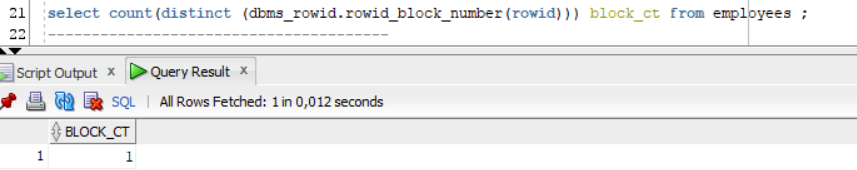 21 select count(distinct (dbms_rowid.rowid_block_number(rowid))) block_ct from employees ;
22 ----------------------------------------
Script Output x Query Result x
SQL | All Rows Fetched: 1 in 0,012 seconds
BLOCK_CT
1 1